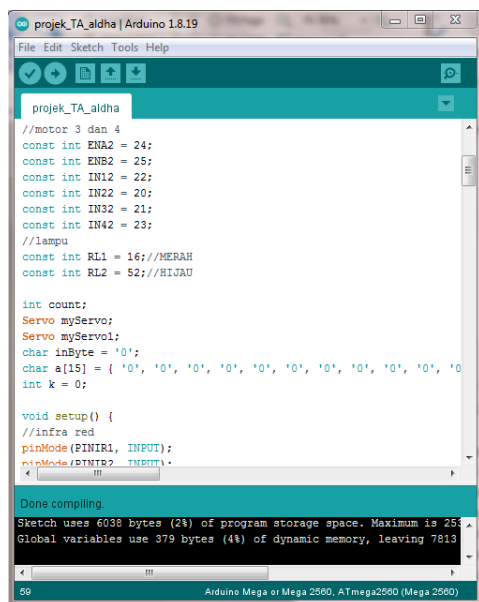 projek_TA_aldha | Arduino 1.8.19
File Edit Sketch Tools Help
projek_TA_aldha
//motor 3 dan 4
const int ENA2 = 24;
const int ENB2 = 25;
const int IN12 = 22;
const int IN22 = 20;
const int IN32 = 21;
const int IN42 = 23;
//lampu
const int RL1 = 16;//MERAH
const int RL2 = 52;//HIJAU
int count;
Servo myServo;
Servo myServo1;
char inByte = '0';
char a[15] = { '0', '0', '0', '0', '0', '0', '0', '0', '0', '0', '0
int k = 0;
void setup() {
//infra red
pinMode(PINIR1, INPUT);
pinMode(PINIR2, INPUT);
Done compiling.
Sketch uses 6038 bytes (2%) of program storage space. Maximum is 253
Global variables use 379 bytes (4%) of dynamic memory, leaving 7813
59 Arduino Mega or Mega 2560, ATmega2560 (Mega 2560)